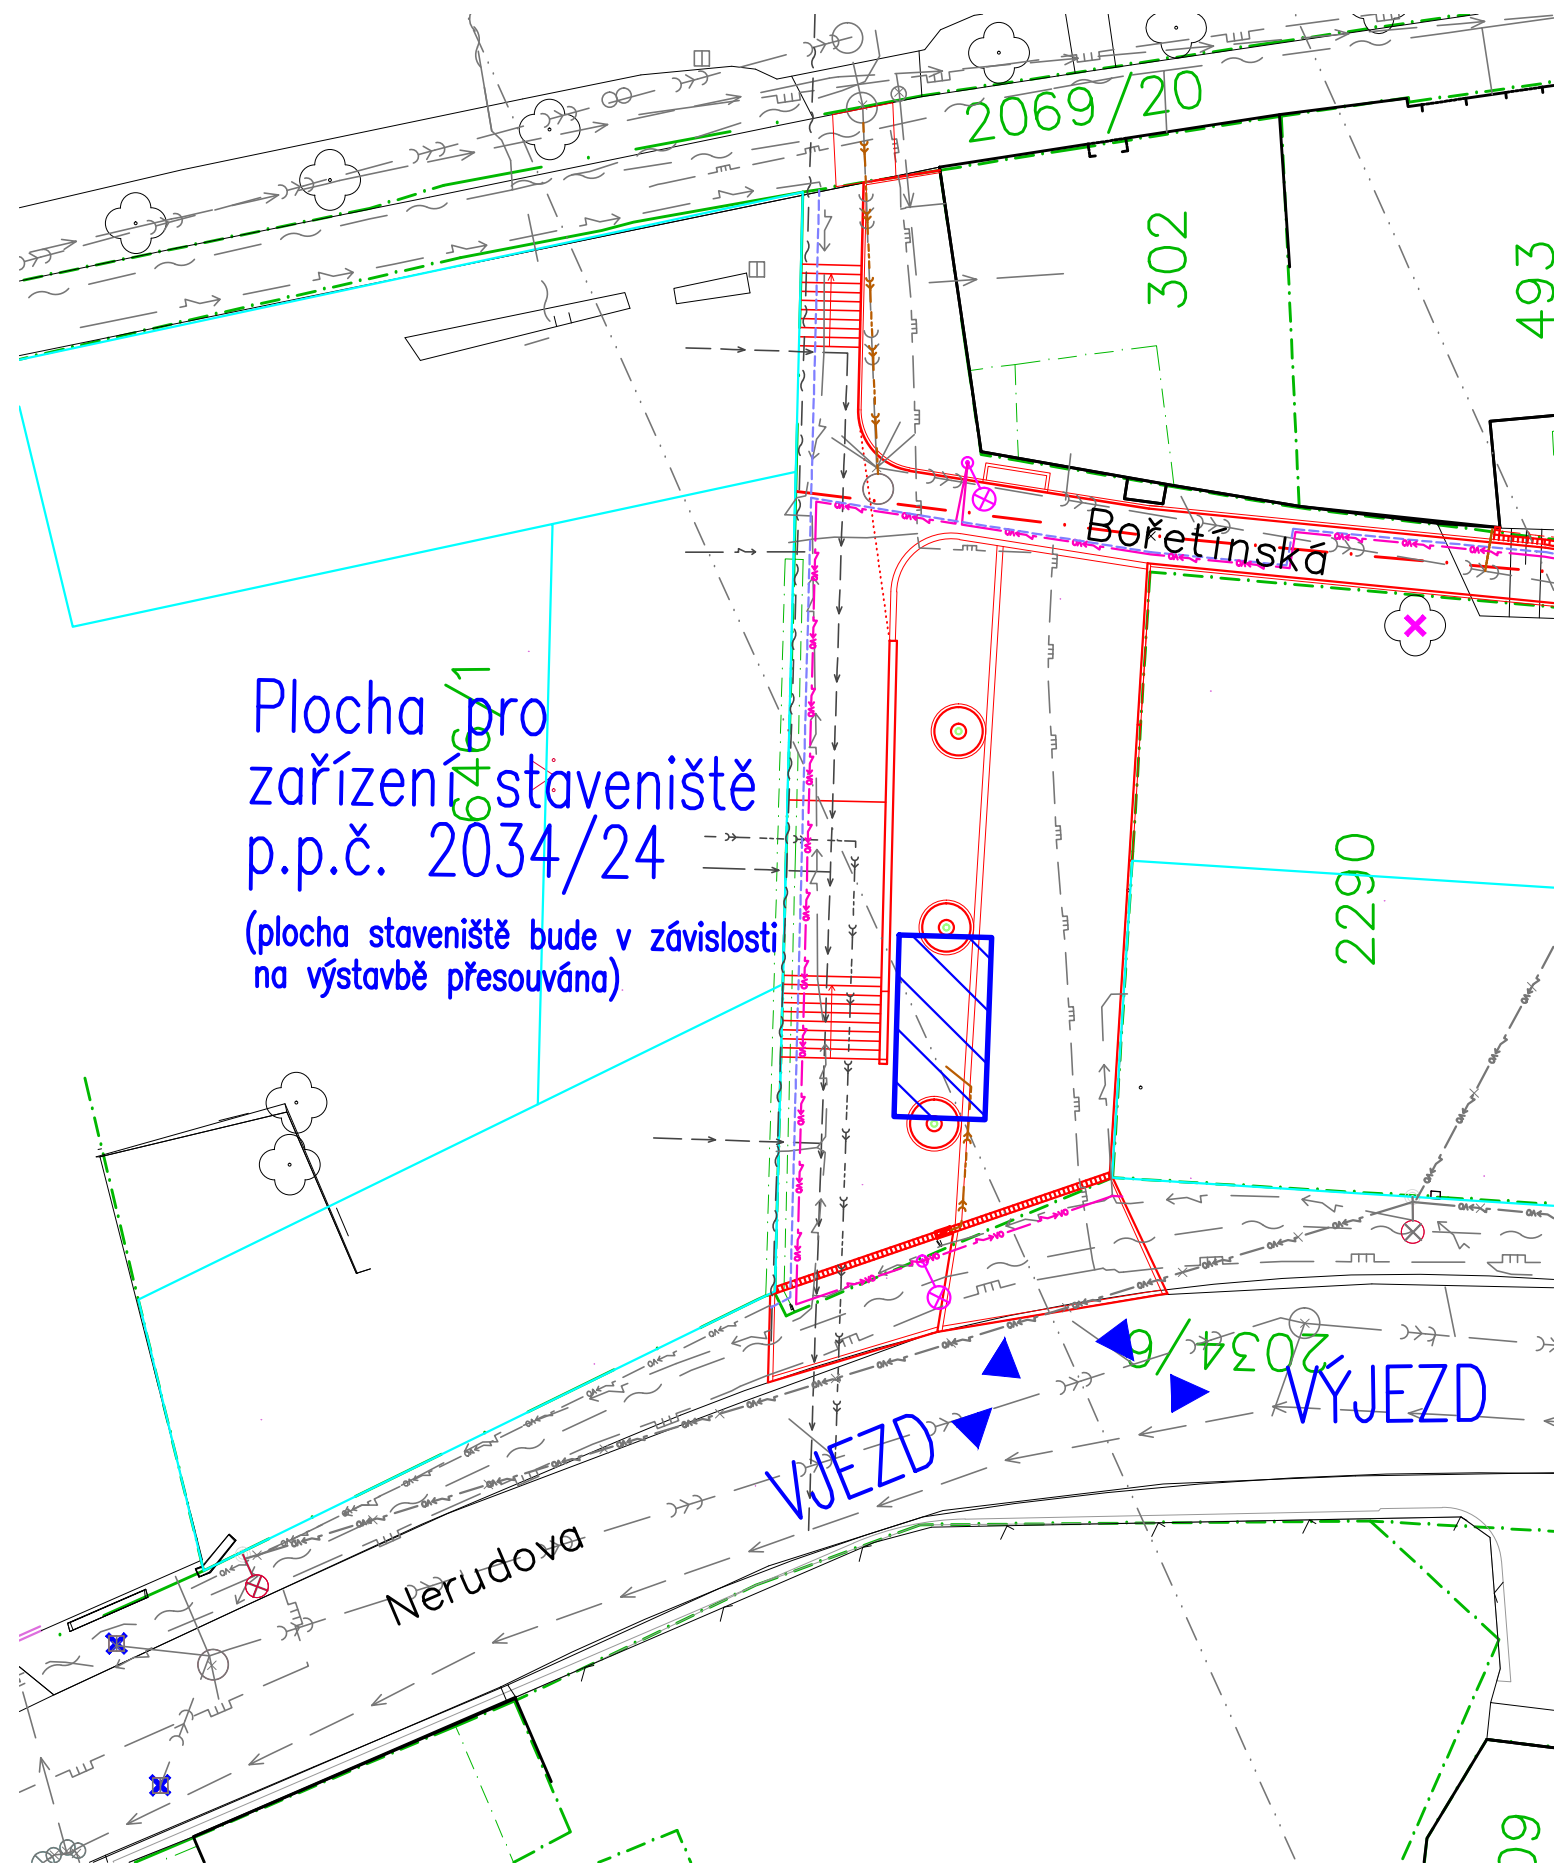 2069/20
302
493
Bořetínská
646/1
Plocha pro
zařízení staveniště
p.p.č. 2034/24
(plocha staveniště bude v závislosti
na výstavbě přesouvána)
2290
2034/6
VJEZD
VÝJEZD
Nerudova